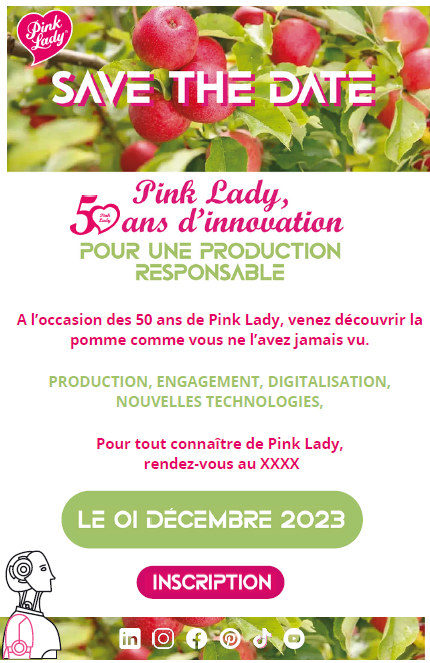 Pink
Lady
SAVE THE DATE
Pink Lady,
50 ans d'innovation
POUR UNE PRODUCTION
RESPONSABLE
A l'occasion des 50 ans de Pink Lady, venez découvrir la
pomme comme vous ne l'avez jamais vu.
PRODUCTION, ENGAGEMENT, DIGITALISATION,
NOUVELLES TECHNOLOGIES,
Pour tout connaître de Pink Lady,
rendez-vous au XXXX
LE 01 DÉCEMBRE 2023
INSCRIPTION